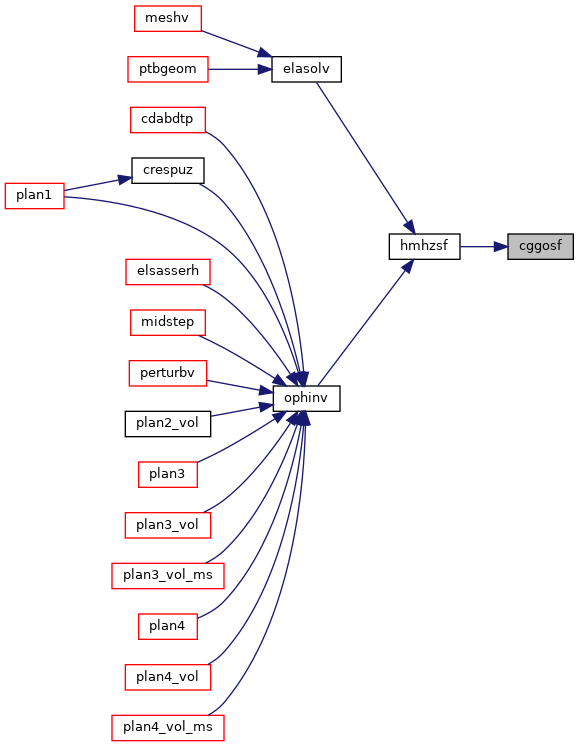 meshv
ptbgeom
elasolv
cdabdtp
crespuz
plan1
hmhzsf
cggosf
elsasserh
midstep
perturbv
ophinv
plan2_vol
plan3
plan3_vol
plan3_vol_ms
plan4
plan4_vol
plan4_vol_ms